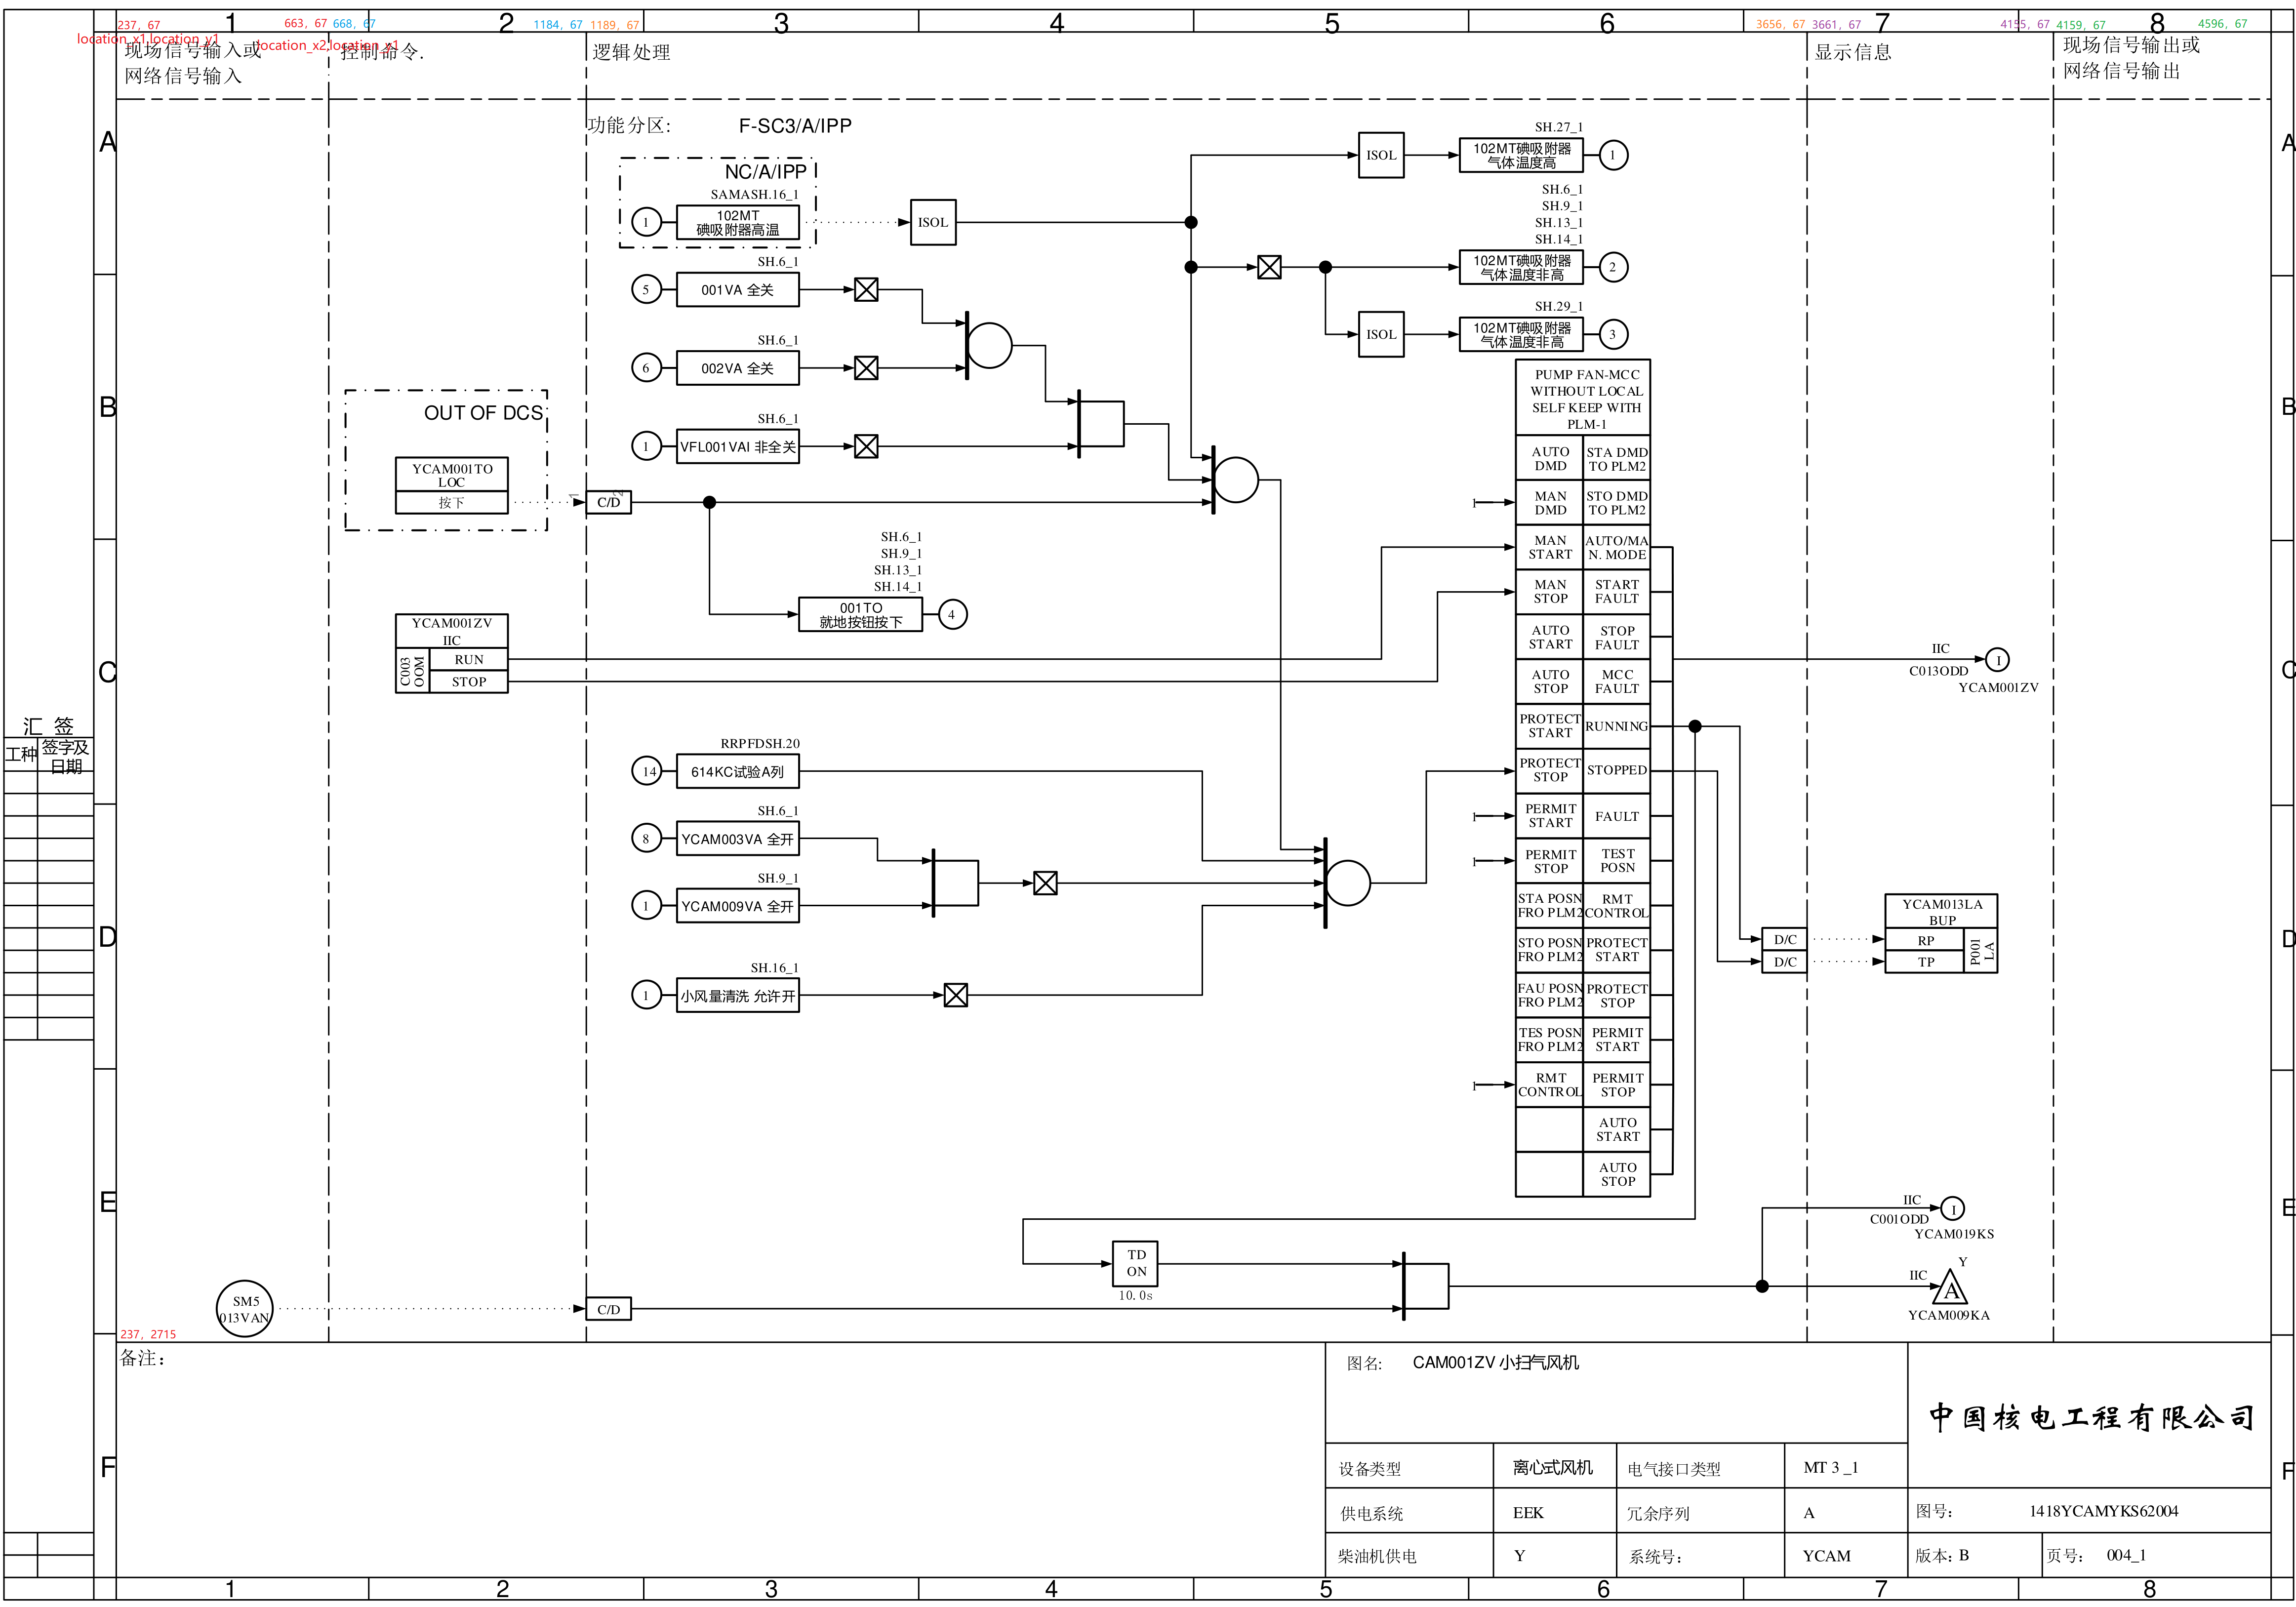 1 2 3 4 5 6 7 8
237, 67 663, 67 668, 67 1184, 67 1189, 67 3656, 67 3661, 67 4155, 67 4159, 67 4596, 67
location_x1,location_y1 location_x2,location_y1
现场信号输入或
网络信号输入
控制命令.
逻辑处理
显示信息
现场信号输出或
网络信号输出
A
A
功能分区: F-SC3/A/IPP
NC/A/IPP
SAMASH.16_1
1
102MT
碘吸附器高温
ISOL
ISOL
SH.27_1
102MT碘吸附器
气体温度高
1
SH.6_1
SH.9_1
SH.13_1
SH.14_1
102MT碘吸附器
气体温度非高
2
ISOL
SH.29_1
102MT碘吸附器
气体温度非高
3
SH.6_1
5
001VA 全关
SH.6_1
6
002VA 全关
SH.6_1
1
VFL001VAI 非全关
B
B
OUT OF DCS
YCAM001TO
LOC
按下
1
2
C/D
SH.6_1
SH.9_1
SH.13_1
SH.14_1
001TO
就地按钮按下
4
YCAM001ZV
IIC
C003
OOM
RUN
STOP
PUMP FAN-MCC
WITHOUT LOCAL
SELF KEEP WITH
PLM-1
AUTO
DMD
STA DMD
TO PLM2
1
MAN
DMD
STO DMD
TO PLM2
MAN
START
AUTO/MA
N. MODE
MAN
STOP
START
FAULT
AUTO
START
STOP
FAULT
AUTO
STOP
MCC
FAULT
PROTECT
START
RUNNING
PROTECT
STOP
STOPPED
1
PERMIT
START
FAULT
1
PERMIT
STOP
TEST
POSN
STA POSN
FRO PLM2
RMT
CONTROL
STO POSN
FRO PLM2
PROTECT
START
FAU POSN
FRO PLM2
PROTECT
STOP
TES POSN
FRO PLM2
PERMIT
START
1
RMT
CONTROL
PERMIT
STOP
AUTO
START
AUTO
STOP
C
C
IIC
I
C013ODD
YCAM001ZV
汇 签
工种
签字及
日期
RRPFDSH.20
14
614KC试验A列
SH.6_1
8
YCAM003VA 全开
SH.9_1
1
YCAM009VA 全开
SH.16_1
1
小风量清洗 允许开
D
D
D/C
D/C
YCAM013LA
BUP
RP
TP
P001
LA
E
E
IIC
I
C001ODD
YCAM019KS
TD
ON
10.0s
Y
IIC
A
YCAM009KA
SM5
013VAN
C/D
237, 2715
备注:
图名: CAM001ZV 小扫气风机
中国核电工程有限公司
F
F
设备类型 离心式风机 电气接口类型 MT 3 _1
供电系统 EEK 冗余序列 A
图号: 1418YCAMYKS62004
柴油机供电 Y 系统号: YCAM
版本: B 页号: 004_1
1 2 3 4 5 6 7 8